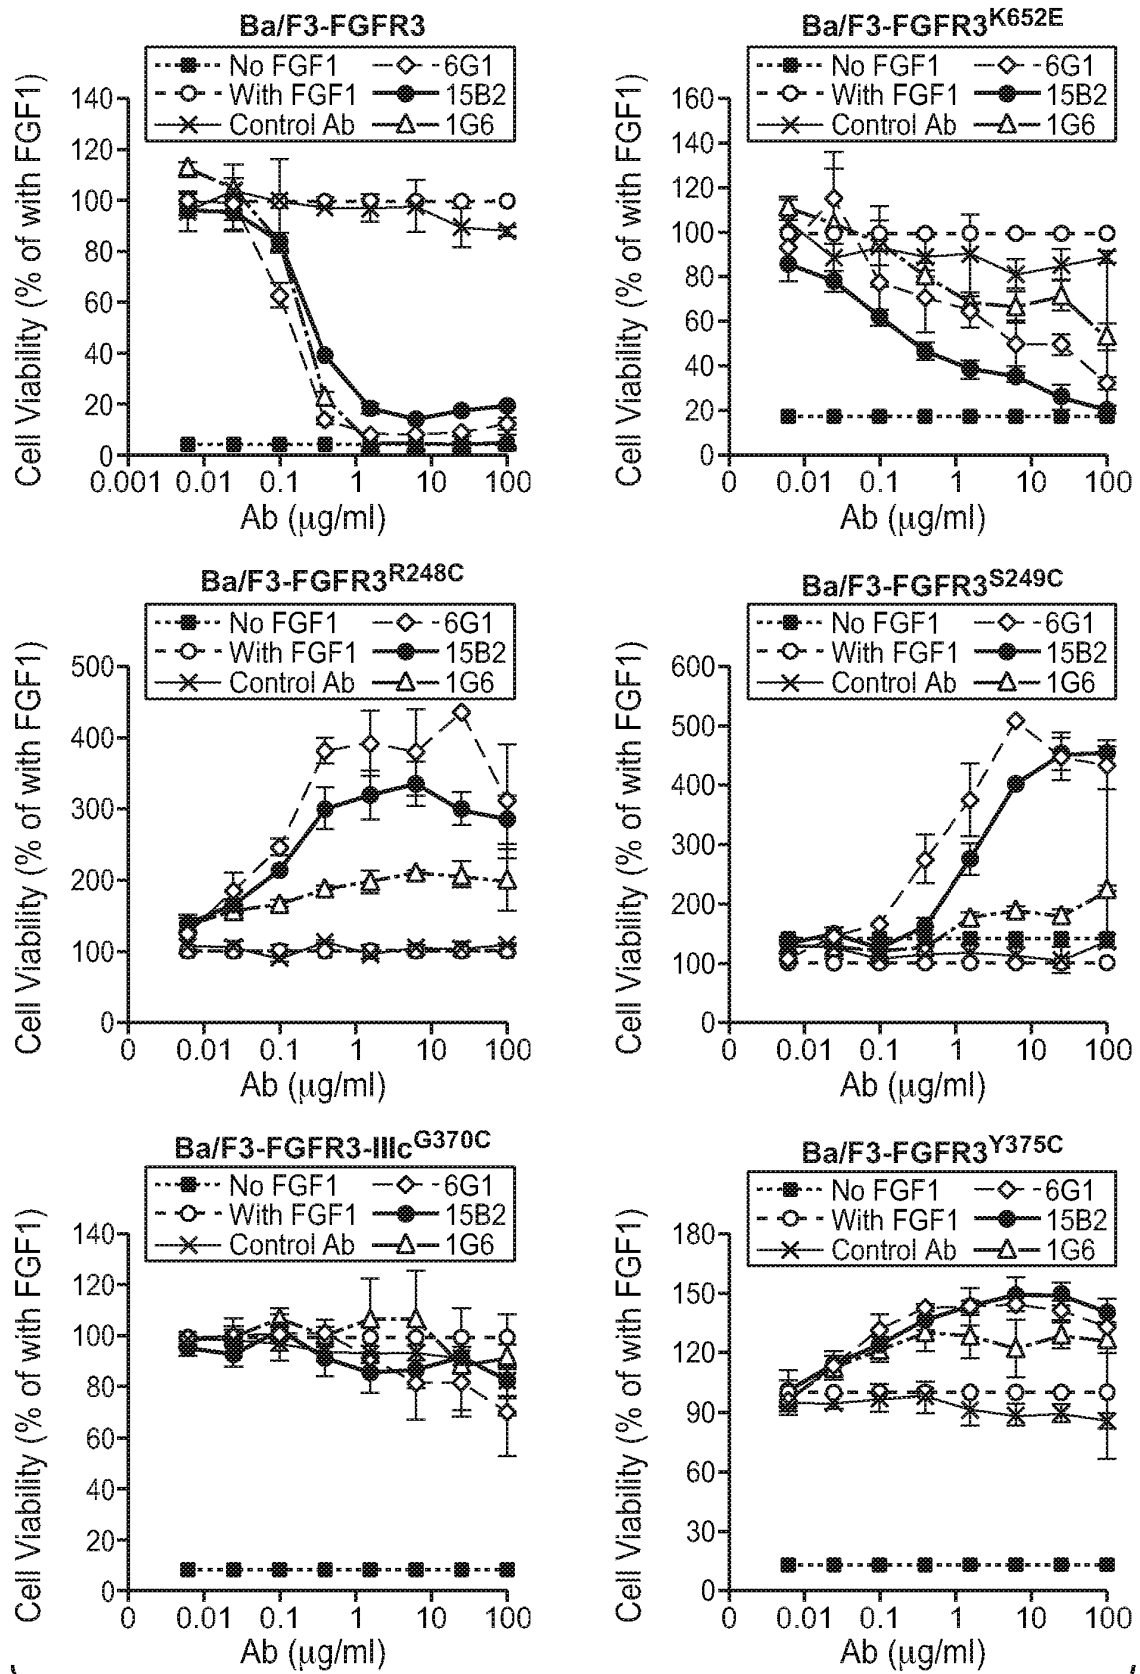 Ba/F3-FGFR3
No FGF1 6G1
With FGF1 15B2
Control Ab 1G6
Cell Viability (% of with FGF1)
140
120
100
80
60
40
20
0
0.001 0.01 0.1 1 10 100
Ab (μg/ml)
Ba/F3-FGFR3K652E
No FGF1 6G1
With FGF1 15B2
Control Ab 1G6
Cell Viability (% of with FGF1)
160
140
120
100
80
60
40
20
0
0 0.01 0.1 1 10 100
Ab (μg/ml)
Ba/F3-FGFR3R248C
No FGF1 6G1
With FGF1 15B2
Control Ab 1G6
Cell Viability (% of with FGF1)
500
400
300
200
100
0
0 0.01 0.1 1 10 100
Ab (μg/ml)
Ba/F3-FGFR3S249C
No FGF1 6G1
With FGF1 15B2
Control Ab 1G6
Cell Viability (% of with FGF1)
600
500
400
300
200
100
0
0 0.01 0.1 1 10 100
Ab (μg/ml)
Ba/F3-FGFR3-IIIcG370C
No FGF1 6G1
With FGF1 15B2
Control Ab 1G6
Cell Viability (% of with FGF1)
140
120
100
80
60
40
20
0
0 0.01 0.1 1 10 100
Ab (μg/ml)
Ba/F3-FGFR3Y375C
No FGF1 6G1
With FGF1 15B2
Control Ab 1G6
Cell Viability (% of with FGF1)
180
150
120
90
60
30
0
0 0.01 0.1 1 10 100
Ab (μg/ml)